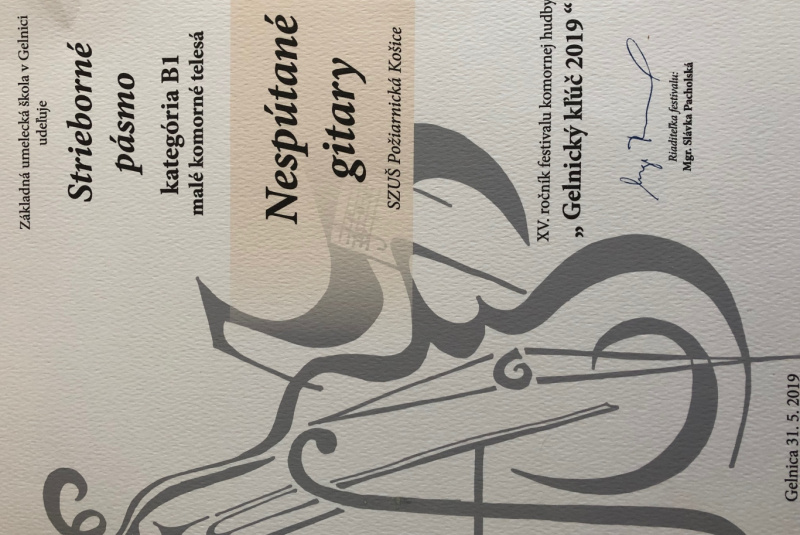 Základná umelecká škola v Gelnici
udeľuje
Strieborné
pásmo
kategória B1
malé komorné telesá
Nespútané
gitary
SZUŠ Požiarnická Košice
XV. ročník festivalu komornej hudby
„ Gelnický kľúč 2019 “
Riaditeľka festivalu:
Mgr. Slávka Pacholská
Gelnica 31. 5. 2019